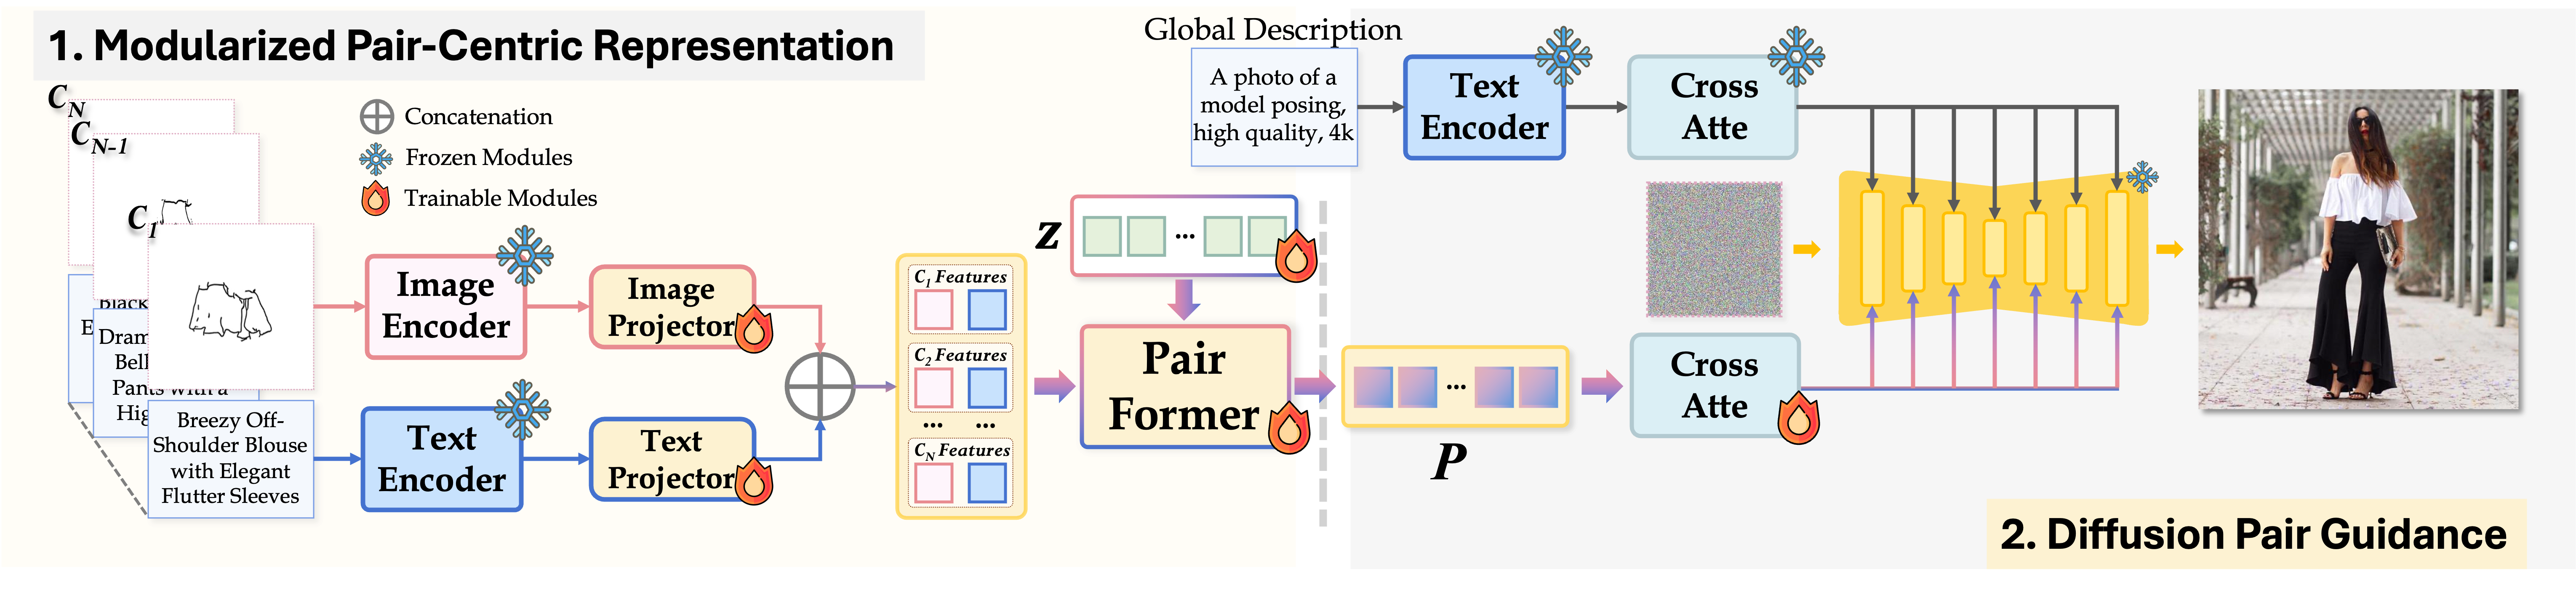 1. Modularized Pair-Centric Representation
C_N
C_{N-1}
C_1
Black
E
Dram
Bell
Pants with a
Hig
Breezy Off-
Shoulder Blouse
with Elegant
Flutter Sleeves
Concatenation
Frozen Modules
Trainable Modules
Image
Encoder
Image
Projector
Text
Encoder
Text
Projector
C_1 Features
C_2 Features
... ...
C_N Features
z
...
Pair
Former
Global Description
A photo of a
model posing,
high quality, 4k
Text
Encoder
Cross
Atte
...
P
Cross
Atte
2. Diffusion Pair Guidance